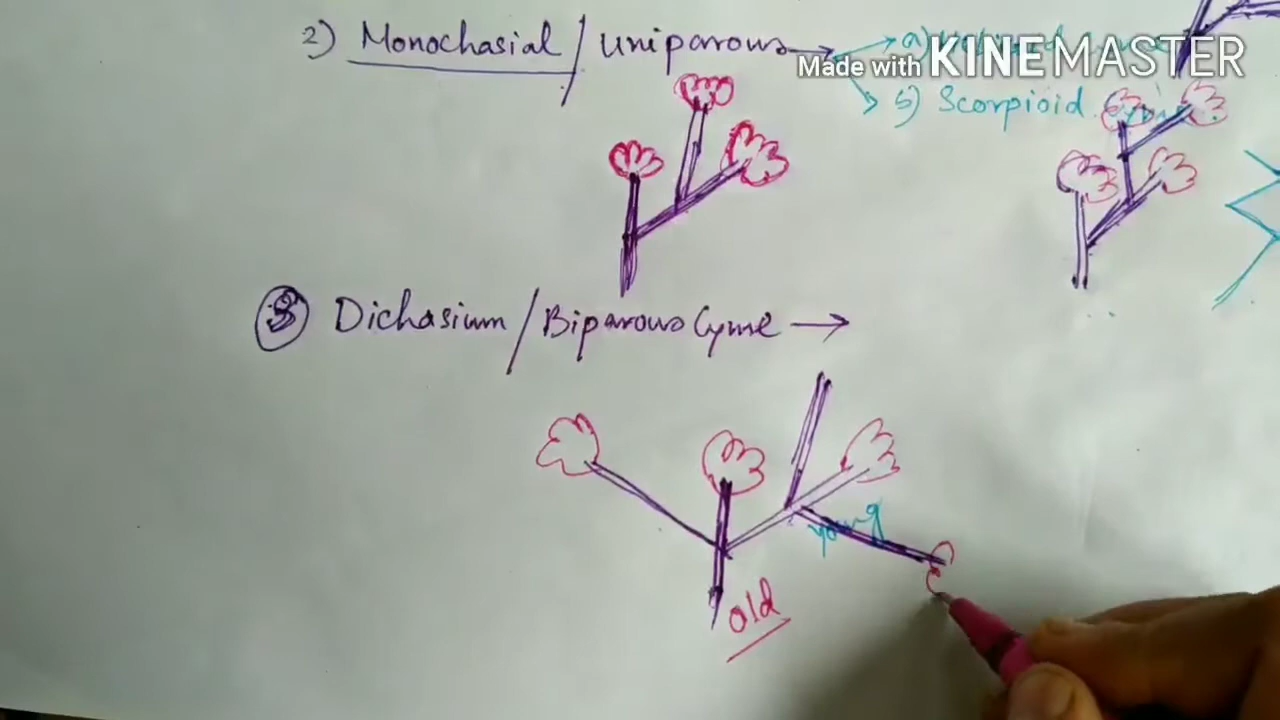 2) Monochasial / Uniparous → a)
Made with KINEMASTER
b) Scorpioid
3 Dichasium / Biparous Cyme →
young
old